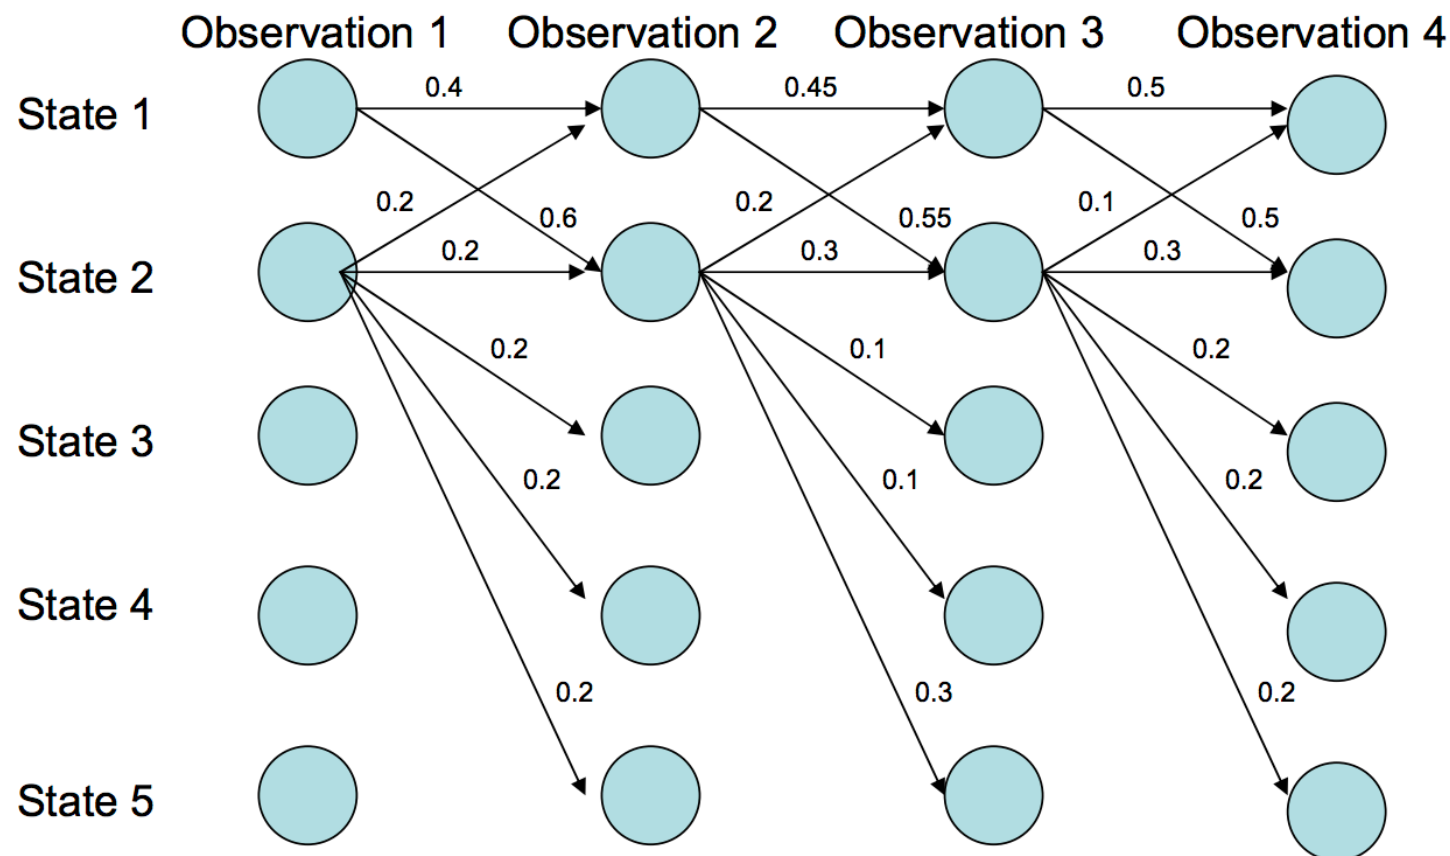 Observation 1 Observation 2 Observation 3 Observation 4
State 1
0.4 0.45 0.5
0.2 0.6 0.2 0.55 0.1 0.5
State 2
0.2 0.3 0.3
0.2 0.1 0.2
State 3
0.2 0.1 0.2
State 4
0.2 0.3 0.2
State 5